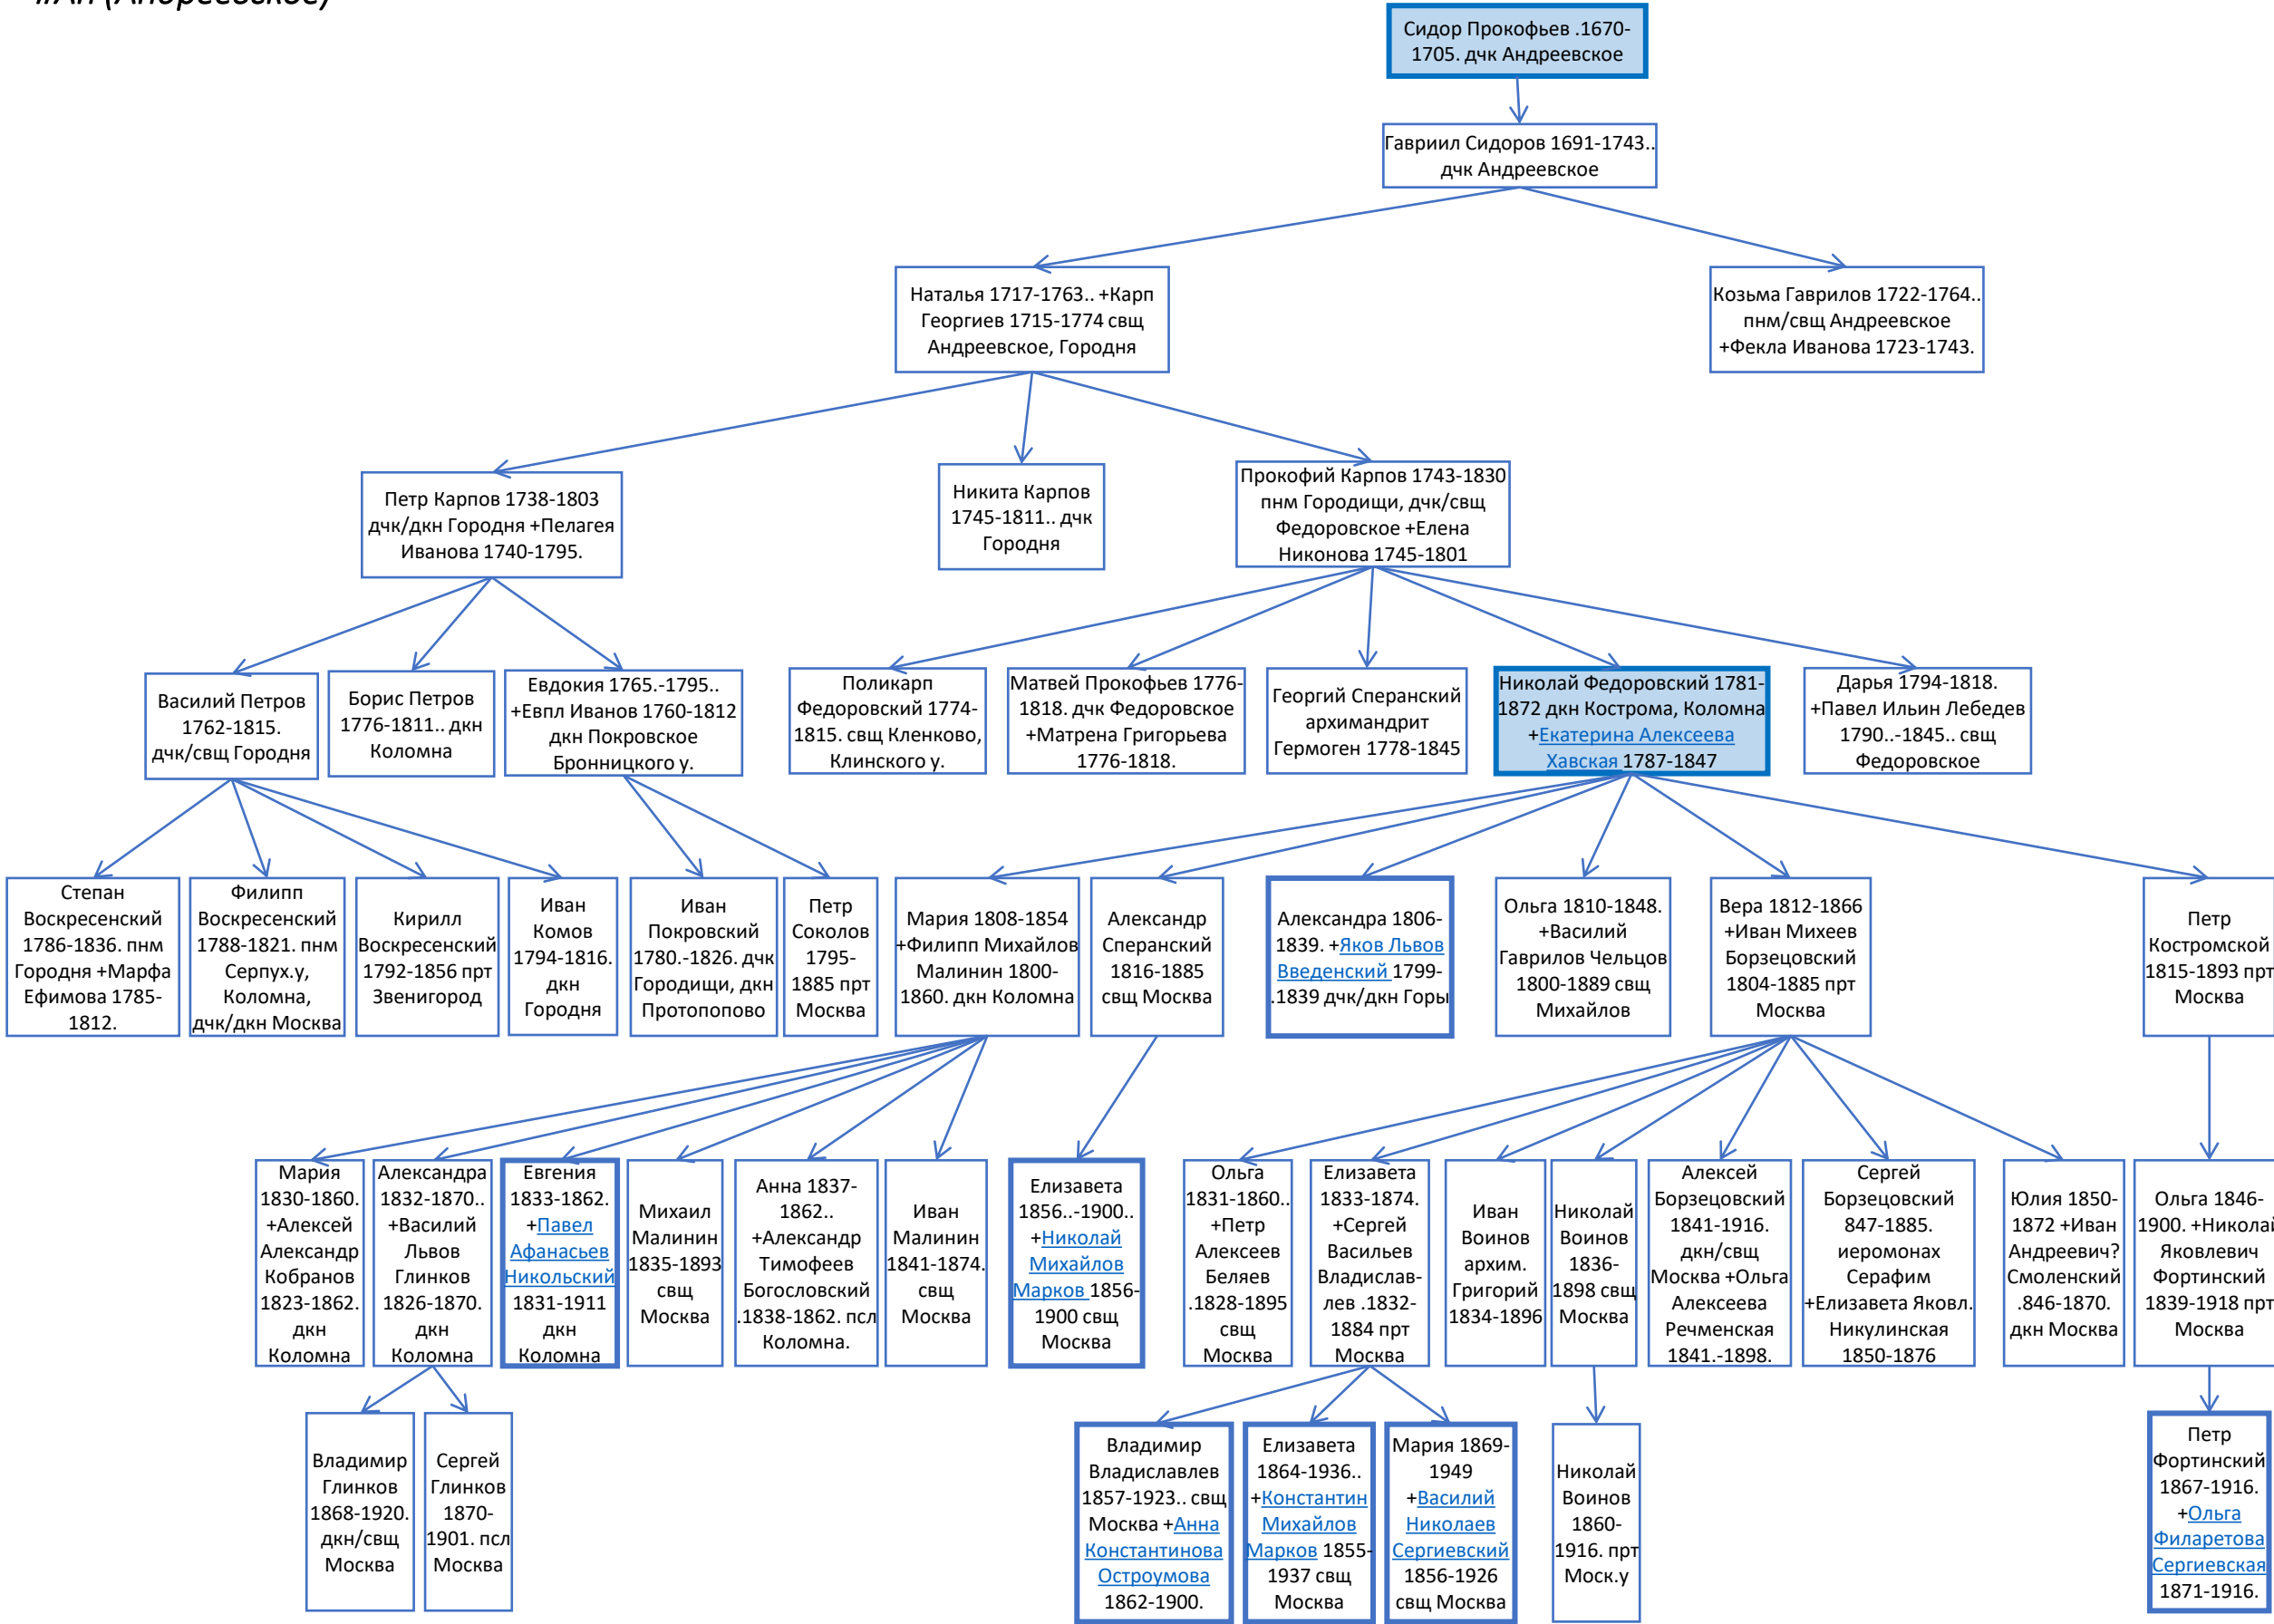 (Андреевское)
Сидор Прокофьев .1670-
1705. дчк Андреевское
Гавриил Сидоров 1691-1743..
дчк Андреевское
Наталья 1717-1763.. +Карп
Георгиев 1715-1774 свщ
Андреевское, Городня
Козьма Гаврилов 1722-1764..
пнм/свщ Андреевское
+Фекла Иванова 1723-1743.
Петр Карпов 1738-1803
дчк/дкн Городня +Пелагея
Иванова 1740-1795.
Никита Карпов
1745-1811.. дчк
Городня
Прокофий Карпов 1743-1830
пнм Городищи, дчк/свщ
Федоровское +Елена
Никонова 1745-1801
Василий Петров
1762-1815.
дчк/свщ Городня
Борис Петров
1776-1811.. дкн
Коломна
Евдокия 1765.-1795..
+Евпл Иванов 1760-1812
дкн Покровское
Бронницкого у.
Поликарп
Федоровский 1774-
1815. свщ Кленково,
Клинского у.
Матвей Прокофьев 1776-
1818. дчк Федоровское
+Матрена Григорьева
1776-1818.
Георгий Сперанский
архимандрит
Гермоген 1778-1845
Николай Федоровский 1781-
1872 дкн Кострома, Коломна
+Екатерина Алексеева
Хавская 1787-1847
Дарья 1794-1818.
+Павел Ильин Лебедев
1790..-1845.. свщ
Федоровское
Степан
Воскресенский
1786-1836. пнм
Городня +Марфа
Ефимова 1785-
1812.
Филипп
Воскресенский
1788-1821. пнм
Серпух.у,
Коломна,
дчк/дкн Москва
Кирилл
Воскресенский
1792-1856 прт
Звенигород
Иван
Комов
1794-1816.
дкн
Городня
Иван
Покровский
1780.-1826. дчк
Городищи, дкн
Протопопово
Петр
Соколов
1795-
1885 прт
Москва
Мария 1808-1854
+Филипп Михайлов
Малинин 1800-
1860. дкн Коломна
Александр
Сперанский
1816-1885
свщ Москва
Александра 1806-
1839. +Яков Львов
Введенский 1799-
.1839 дчк/дкн Горы
Ольга 1810-1848.
+Василий
Гаврилов Чельцов
1800-1889 свщ
Михайлов
Вера 1812-1866
+Иван Михеев
Борзецовский
1804-1885 прт
Москва
Петр
Костромской
1815-1893 прт
Москва
Мария
1830-1860.
+Алексей
Александр
Кобранов
1823-1862.
дкн
Коломна
Александра
1832-1870..
+Василий
Львов
Глинков
1826-1870.
дкн
Коломна
Евгения
1833-1862.
+Павел
Афанасьев
Никольский
1831-1911
дкн
Коломна
Михаил
Малинин
1835-1893
свщ
Москва
Анна 1837-
1862..
+Александр
Тимофеев
Богословский
.1838-1862. псл
Коломна.
Иван
Малинин
1841-1874.
свщ
Москва
Елизавета
1856..-1900..
+Николай
Михайлов
Марков 1856-
1900 свщ
Москва
Ольга
1831-1860..
+Петр
Алексеев
Беляев
.1828-1895
свщ
Москва
Елизавета
1833-1874.
+Сергей
Васильев
Владислав-
лев .1832-
1884 прт
Москва
Иван
Воинов
архим.
Григорий
1834-1896
Николай
Воинов
1836-
1898 свщ
Москва
Алексей
Борзецовский
1841-1916.
дкн/свщ
Москва +Ольга
Алексеева
Речменская
1841.-1898.
Сергей
Борзецовский
847-1885.
иеромонах
Серафим
+Елизавета Яковл.
Никулинская
1850-1876
Юлия 1850-
1872 +Иван
Андреевич?
Смоленский
.846-1870.
дкн Москва
Ольга 1846-
1900. +Николай
Яковлевич
Фортинский
1839-1918 прт
Москва
Владимир
Глинков
1868-1920.
дкн/свщ
Москва
Сергей
Глинков
1870-
1901. псл
Москва
Владимир
Владиславлев
1857-1923.. свщ
Москва +Анна
Константинова
Остроумова
1862-1900.
Елизавета
1864-1936..
+Константин
Михайлов
Марков 1855-
1937 свщ
Москва
Мария 1869-
1949
+Василий
Николаев
Сергиевский
1856-1926
свщ Москва
Николай
Воинов
1860-
1916. прт
Моск.у
Петр
Фортинский
1867-1916.
+Ольга
Филаретова
Сергиевская
1871-1916.